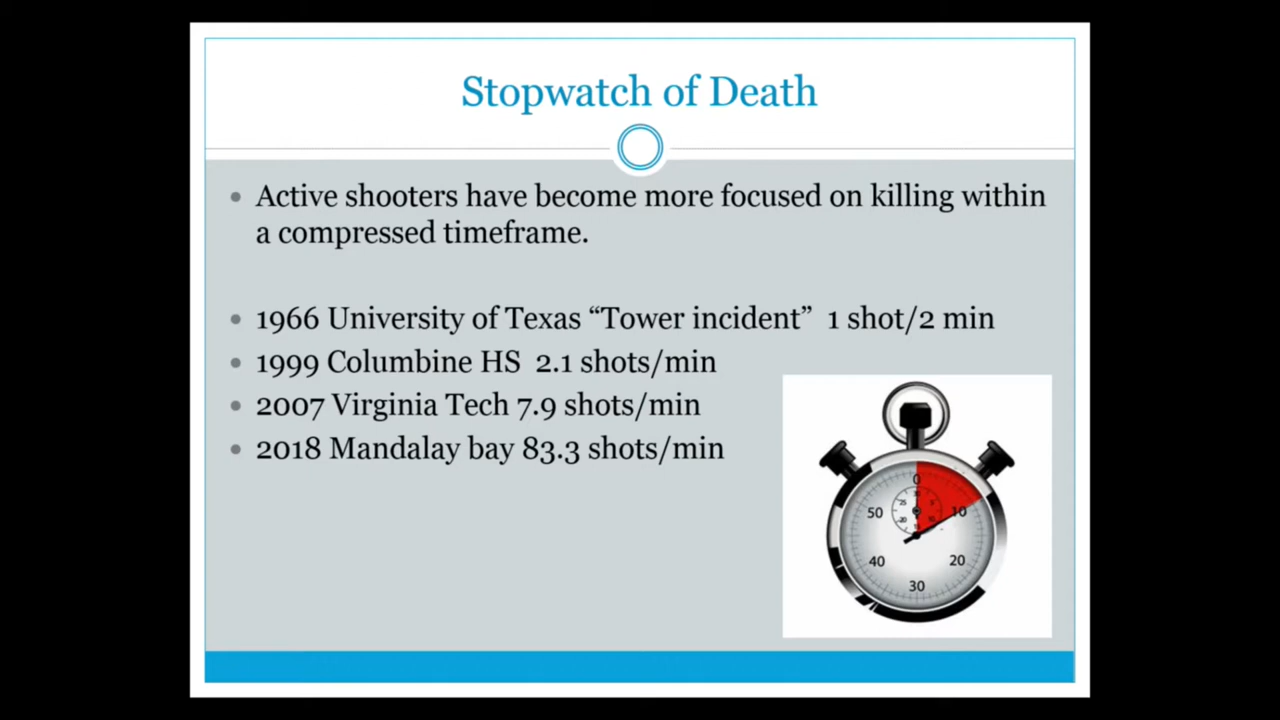 Stopwatch of Death
Active shooters have become more focused on killing within
a compressed timeframe.
1966 University of Texas “Tower incident”  1 shot/2 min
1999 Columbine HS  2.1 shots/min
2007 Virginia Tech 7.9 shots/min
2018 Mandalay bay 83.3 shots/min
0
50
10
40
20
30